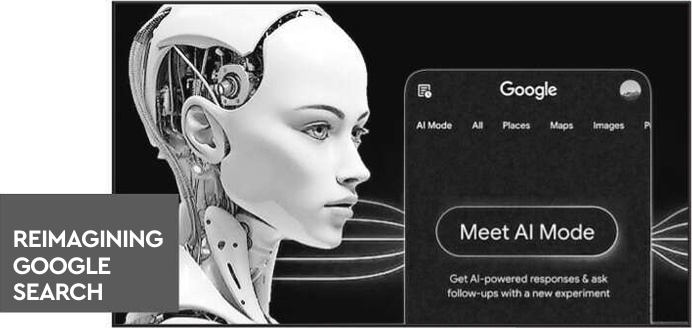 Google
AI Mode All Places Maps Images
Meet AI Mode
Get AI-powered responses & ask
follow-ups with a new experiment
REIMAGINING
GOOGLE
SEARCH